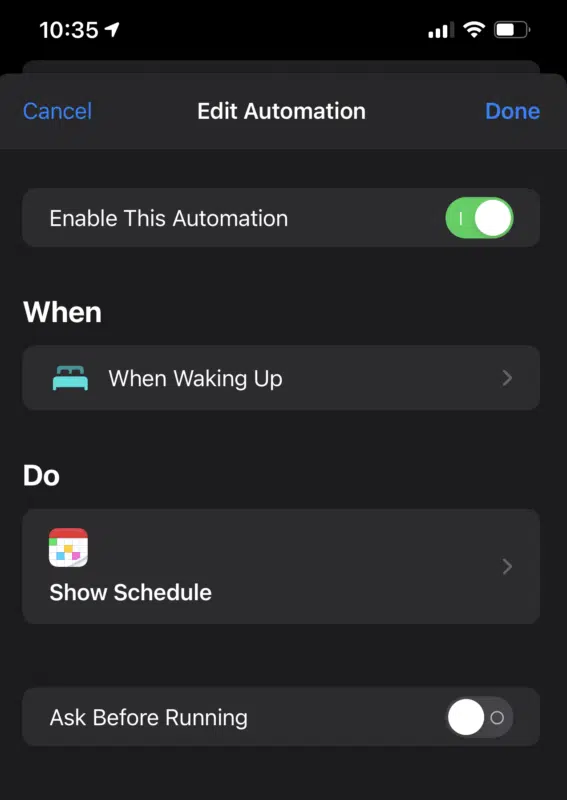 10:35
Cancel
Edit Automation
Done
Enable This Automation
When
When Waking Up
Do
Show Schedule
Ask Before Running